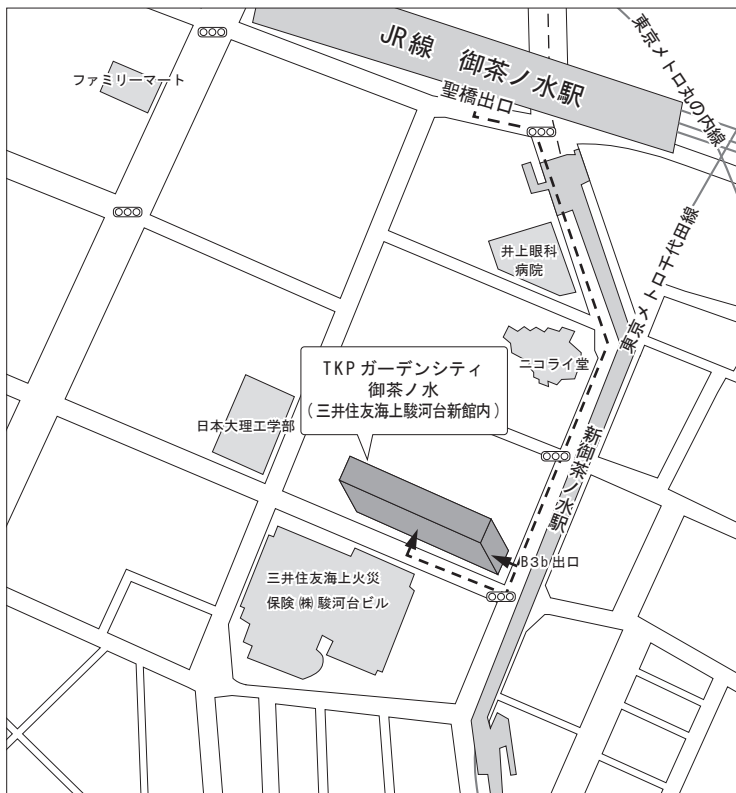 JR線 御茶ノ水駅
聖橋出口
東京メトロ丸の内線
ファミリーマート
東京メトロ千代田線
井上眼科
病院
ニコライ堂
TKP ガーデンシティ
御茶ノ水
(三井住友海上駿河台新館内)
日本大理工学部
新御茶ノ水駅
B3b出口
三井住友海上火災
保険㈱駿河台ビル